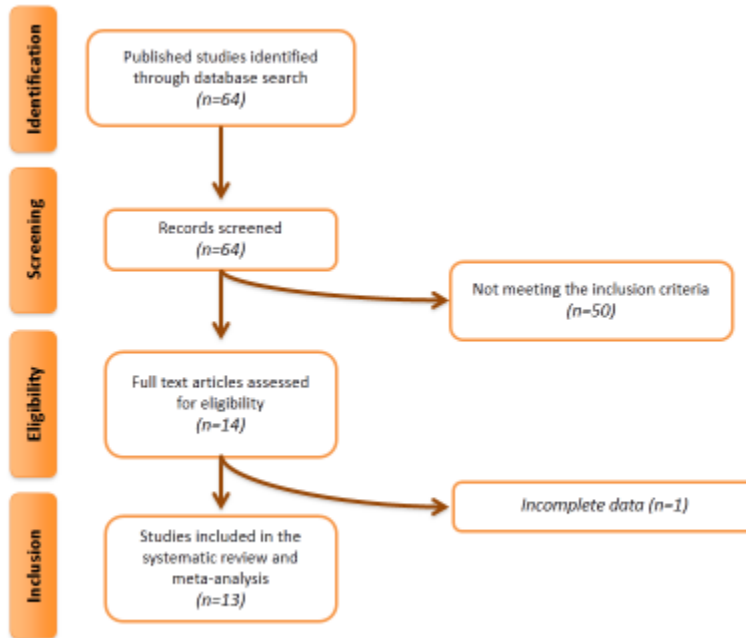 Identification
Published studies identified
through database search
(n=64)
Screening
Records screened
(n=64)
Not meeting the inclusion criteria
(n=50)
Eligibility
Full text articles assessed
for eligibility
(n=14)
Incomplete data (n=1)
Inclusion
Studies included in the
systematic review and
meta-analysis
(n=13)